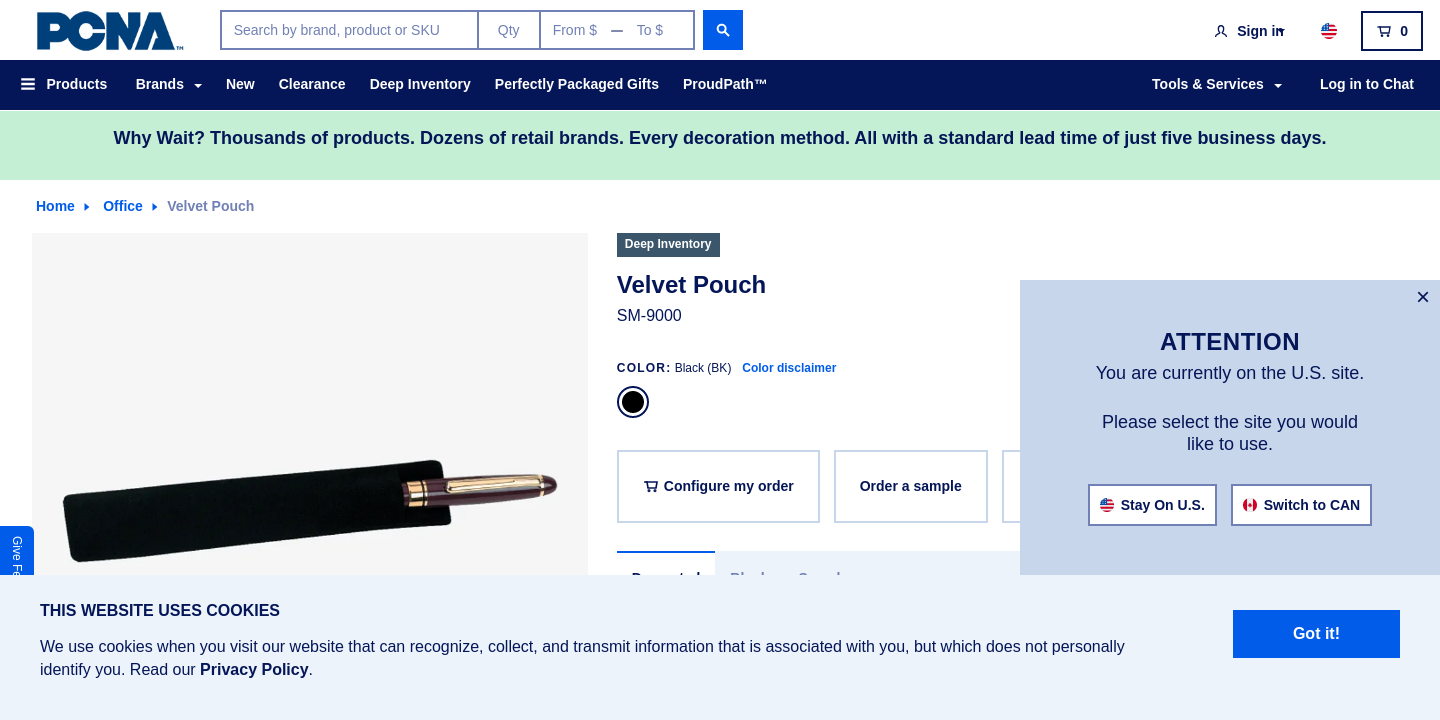 PCNA™
Search by brand, product or SKU
Qty
From $ — To $
Sign in
0
Products
Brands
New
Clearance
Deep Inventory
Perfectly Packaged Gifts
ProudPath™
Tools & Services
Log in to Chat
Why Wait? Thousands of products. Dozens of retail brands. Every decoration method. All with a standard lead time of just five business days.
Home
Office
Velvet Pouch
Deep Inventory
Velvet Pouch
SM-9000
COLOR: Black (BK) Color disclaimer
Configure my order
Order a sample
ATTENTION
You are currently on the U.S. site.
Please select the site you would
like to use.
Stay On U.S.
Switch to CAN
Give Fe
THIS WEBSITE USES COOKIES
We use cookies when you visit our website that can recognize, collect, and transmit information that is associated with you, but which does not personally
identify you. Read our Privacy Policy.
Got it!